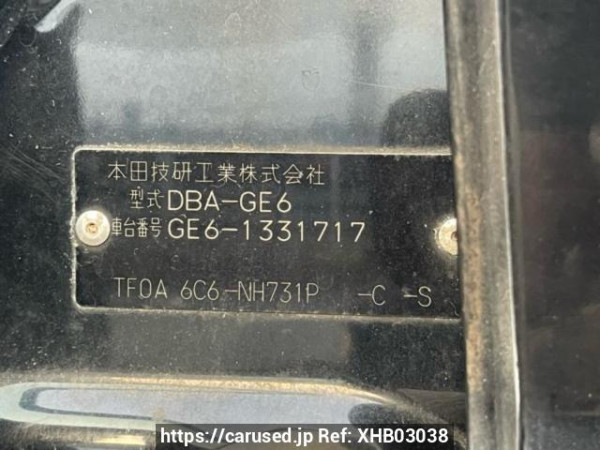 本田技研工業株式会社
型式 DBA-GE6
車台番号 GE6-1331717
TF0A 6C6-NH731P -C -S
https://carused.jp Ref: XHB03038